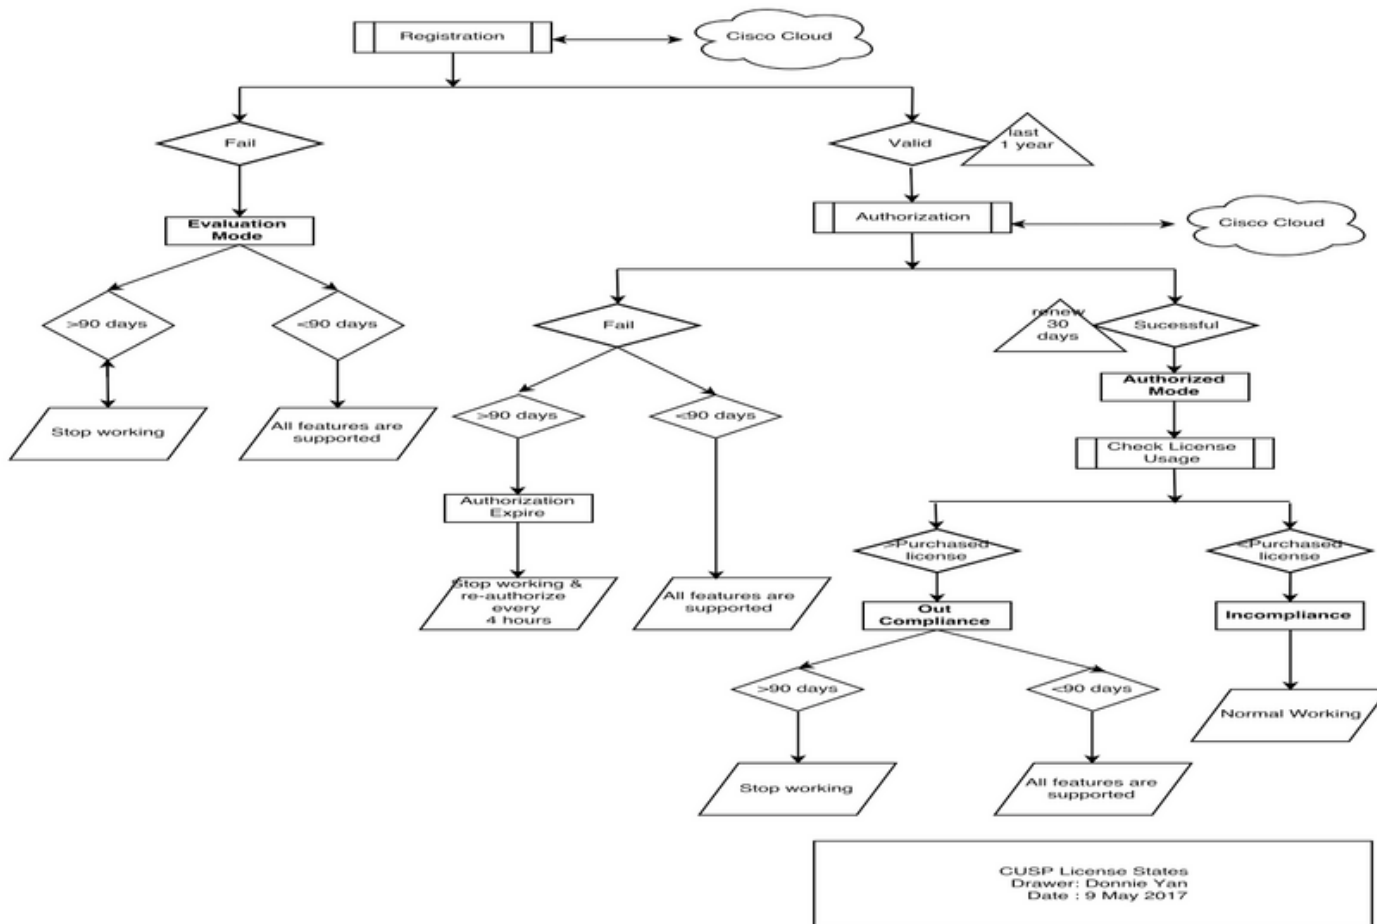 Registration
Cisco Cloud
Fail
Valid
last
1 year
Evaluation
Mode
Authorization
Cisco Cloud
>90 days
<90 days
Fail
renew
30
days
Sucessful
Stop working
All features are
supported
>90 days
<90 days
Authorized
Mode
Check License
Usage
Authorization
Expire
>Purchased
license
<Purchased
license
Stop working &
re-authorize
every
4 hours
All features are
supported
Out
Compliance
Incompliance
>90 days
<90 days
Normal Working
Stop working
All features are
supported
CUSP License States
Drawer: Donnie Yan
Date : 9 May 2017